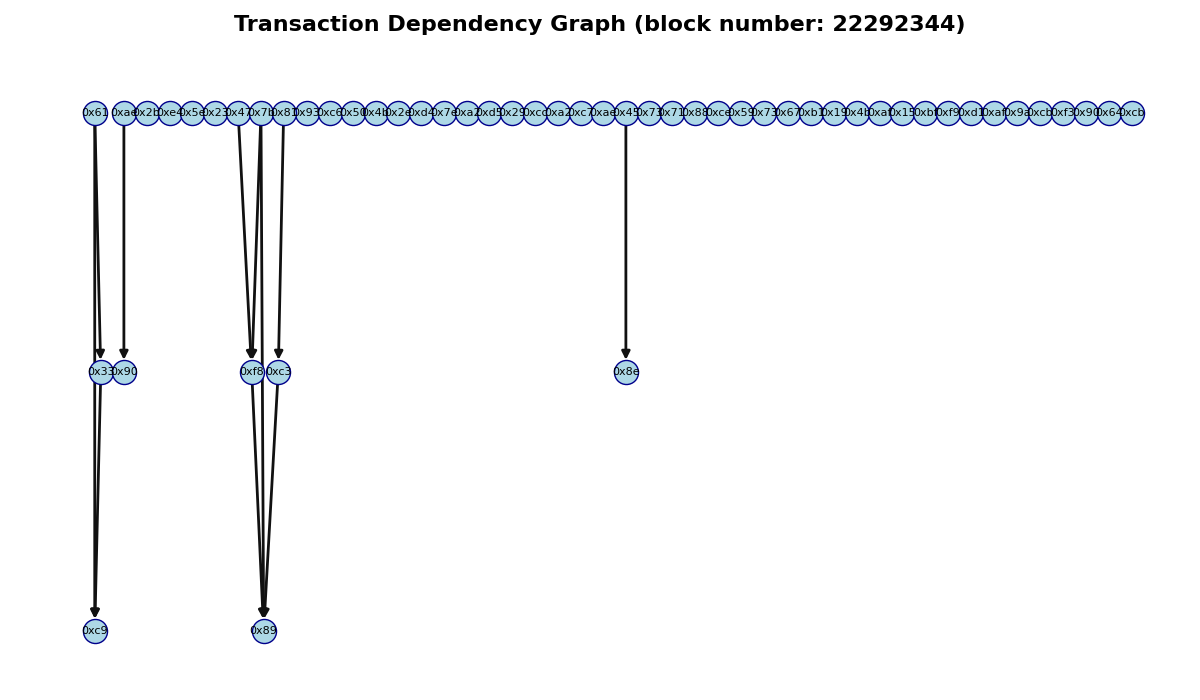 Transaction Dependency Graph (block number: 22292344)
0x61 0xae 0x2b 0xe4 0x5e 0x23 0x47 0x7b 0x81 0x93 0xc6 0x50 0x4b 0x2e 0xd4 0x7e 0xa2 0xd5 0x29 0xcc 0xa2 0xc7 0xae 0x45 0x71 0x71 0x88 0xce 0x59 0x73 0x67 0xb1 0x19 0x4b 0xaf 0x15 0xbf 0xf9 0xd1 0xaf 0x9a 0xcb 0xf3 0x90 0x64 0xcb
0x33 0x90 0xf8 0xc3 0x8e
0xc9 0x89